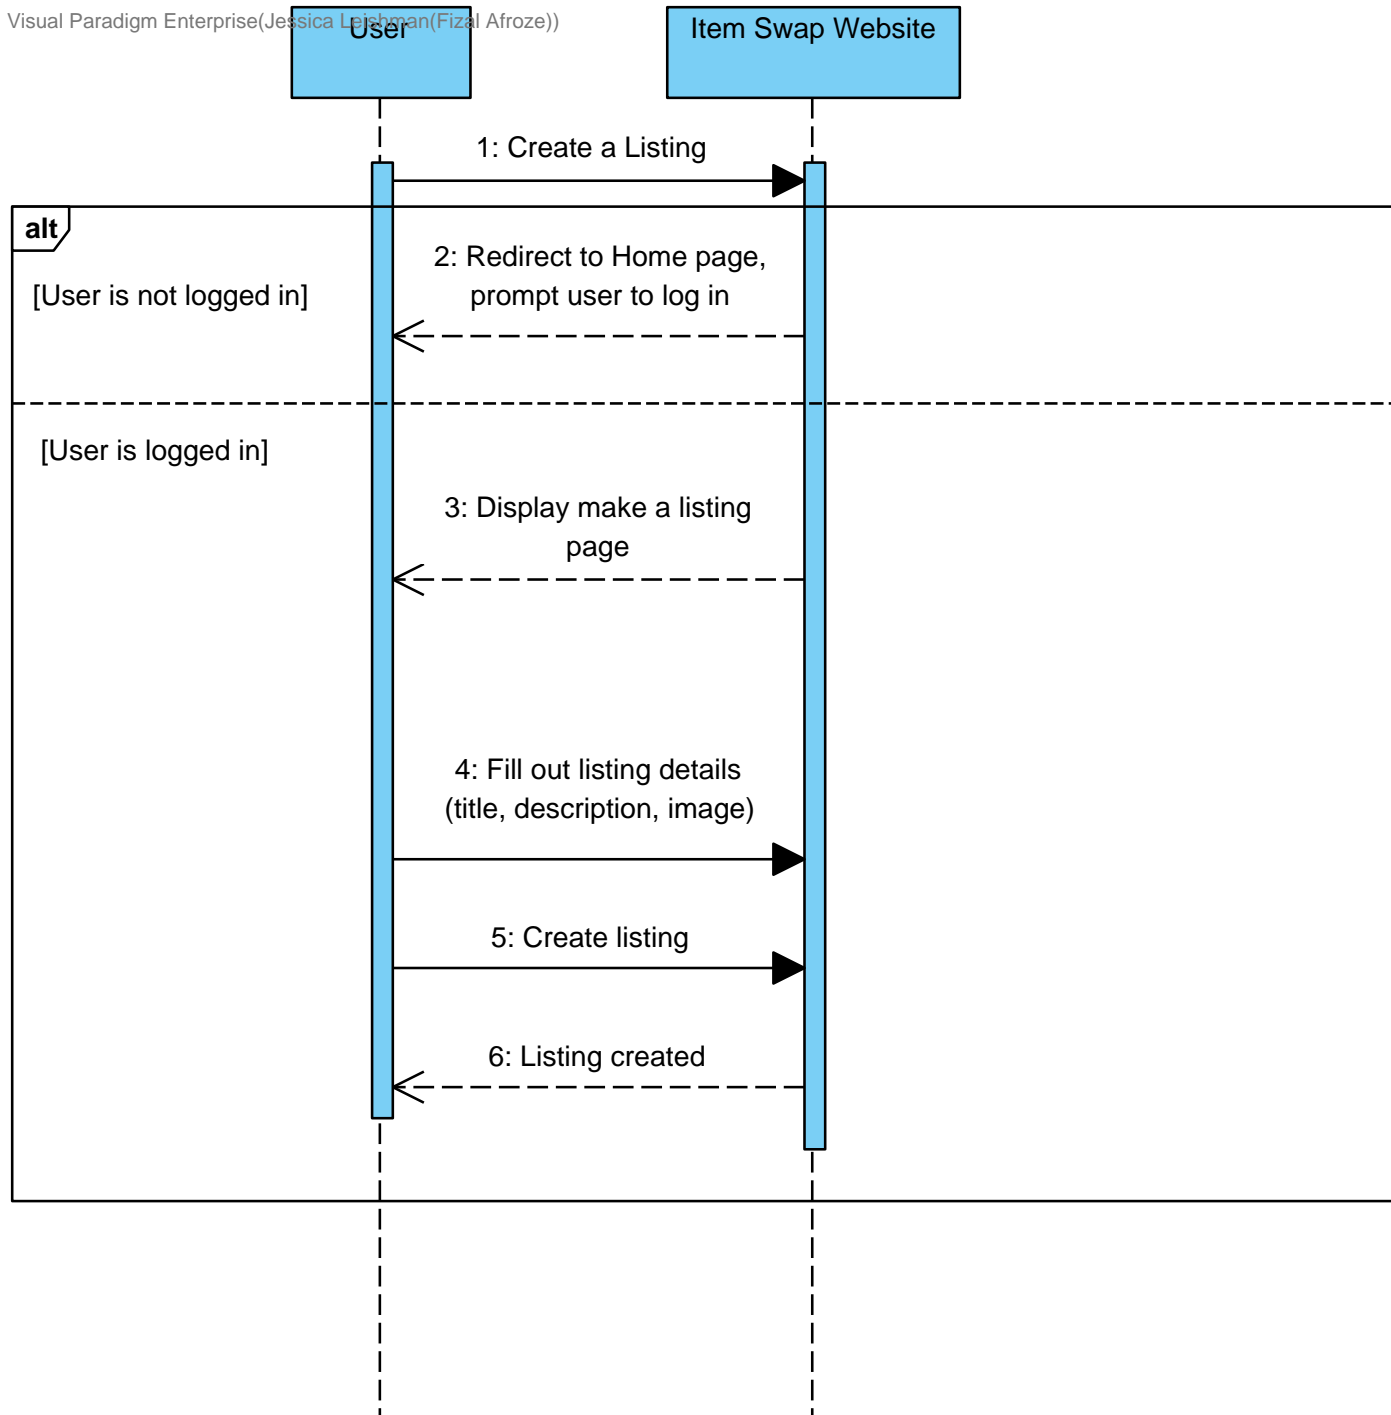 Visual Paradigm Enterprise(Jessica Leishman(Fizal Afroze))
User
Item Swap Website
1: Create a Listing
alt
2: Redirect to Home page,
prompt user to log in
[User is not logged in]
[User is logged in]
3: Display make a listing
page
4: Fill out listing details
(title, description, image)
5: Create listing
6: Listing created